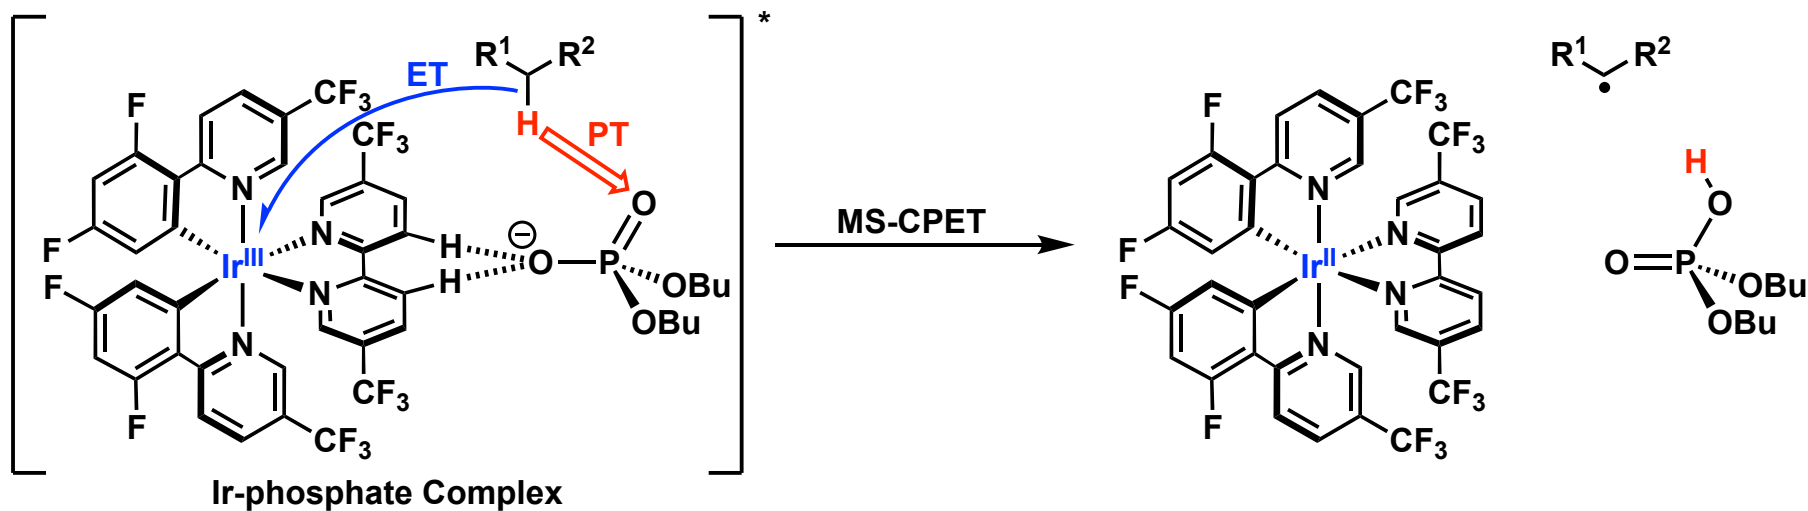 *
R¹ R²
ET
H
PT
F
CF₃
CF₃
N
O
F
N
H
⊖
Ir^III
O
P
H
OBu
N
F
OBu
N
F
CF₃
CF₃
Ir-phosphate Complex
MS-CPET
R¹ R²
•
F
CF₃
CF₃
H
N
O
F
N
Ir^II
O
P
OBu
F
N
OBu
N
CF₃
F
CF₃